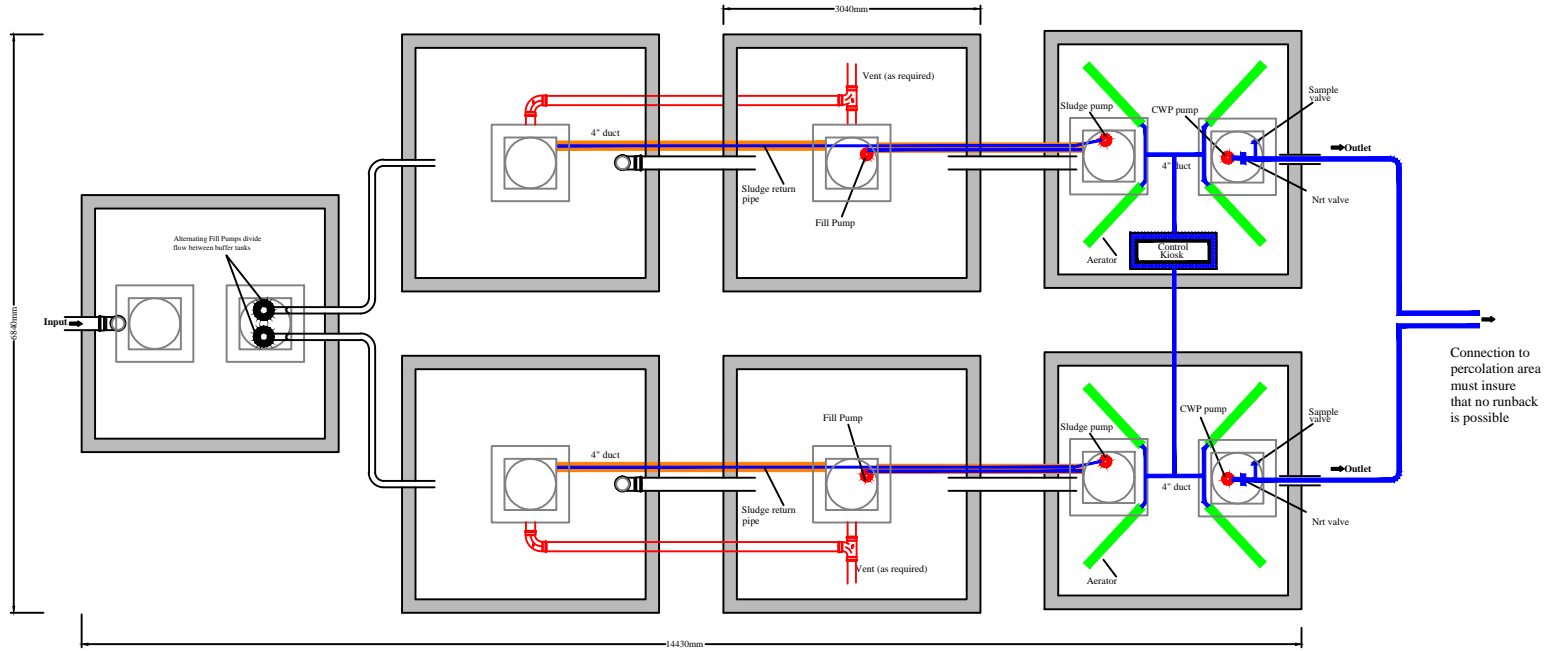 3040mm
Vent (as required)
Sludge pump
CWP pump
Sample
valve
4" duct
Outlet
4" duct
Sludge return
pipe
Fill Pump
Nrt valve
Alternating Fill Pumps divide
flow between buffer tanks
Aerator
Control
Kiosk
Input
6840mm
Connection to
percolation area
must insure
that no runback
is possible
Fill Pump
Sludge pump
CWP pump
Sample
valve
4" duct
Outlet
4" duct
Sludge return
pipe
Nrt valve
Vent (as required)
Aerator
14430mm